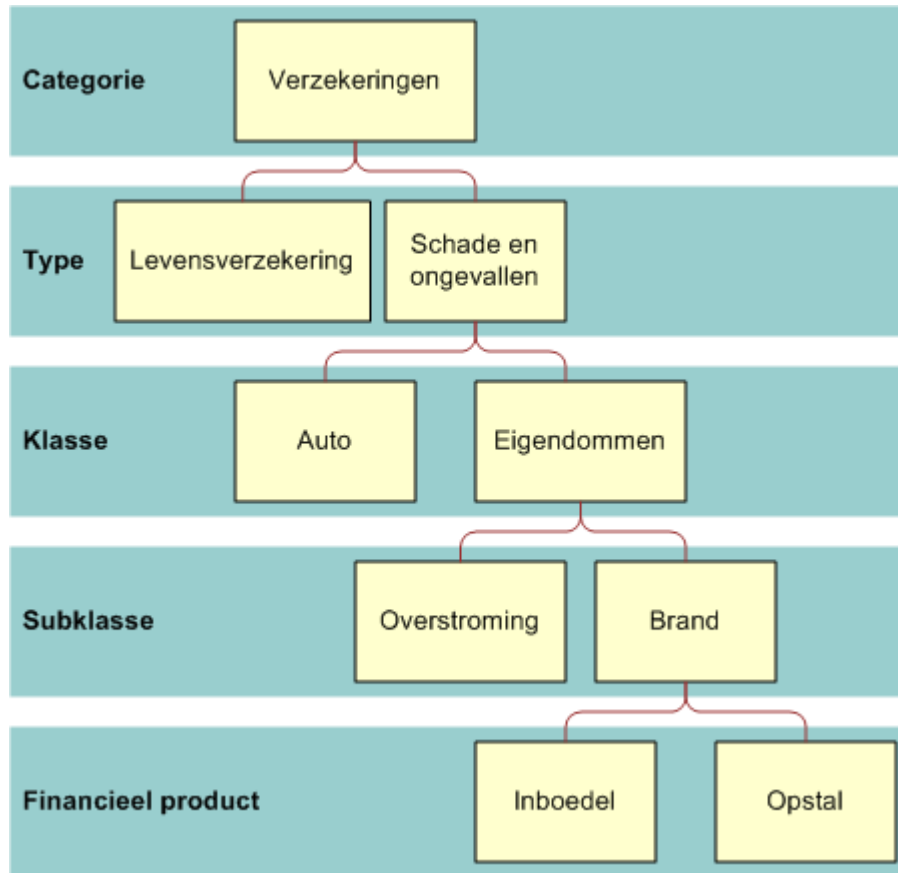 Categorie
Verzekeringen
Type
Levensverzekering
Schade en
ongevallen
Klasse
Auto
Eigendommen
Subklasse
Overstroming
Brand
Financieel product
Inboedel
Opstal